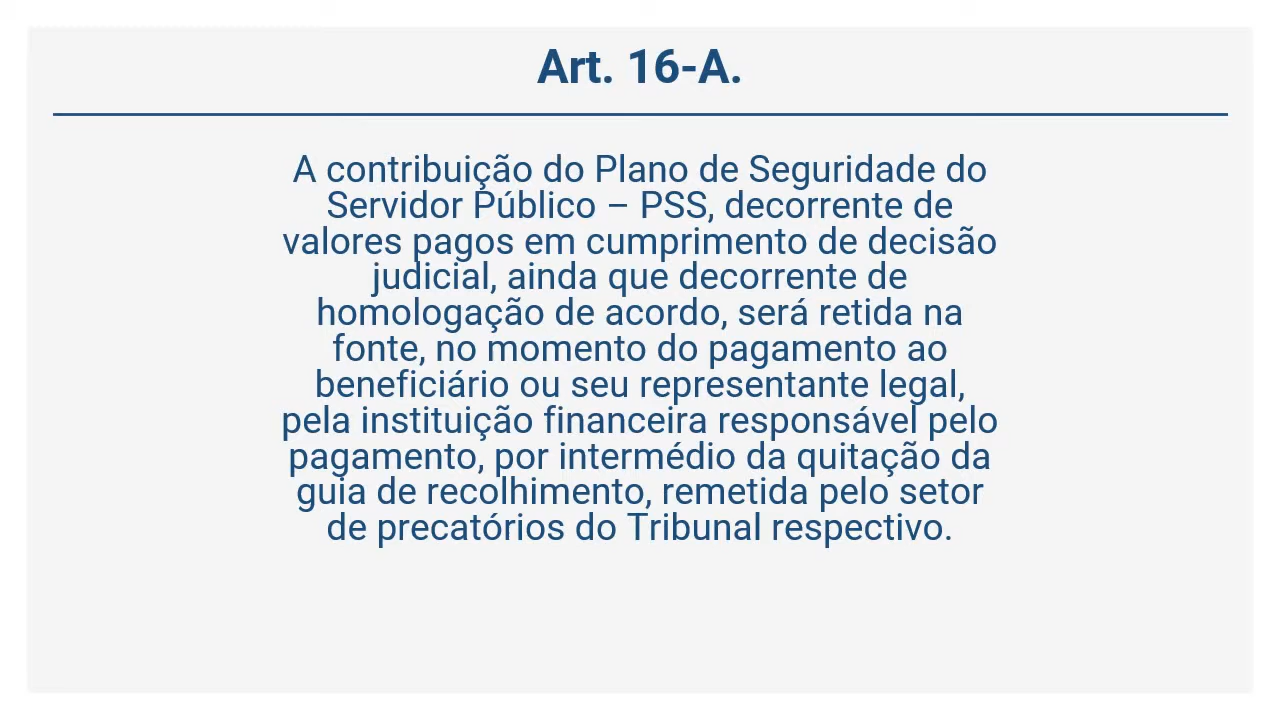 Art. 16-A.
A contribuição do Plano de Seguridade do
Servidor Público – PSS, decorrente de
valores pagos em cumprimento de decisão
judicial, ainda que decorrente de
homologação de acordo, será retida na
fonte, no momento do pagamento ao
beneficiário ou seu representante legal,
pela instituição financeira responsável pelo
pagamento, por intermédio da quitação da
guia de recolhimento, remetida pelo setor
de precatórios do Tribunal respectivo.